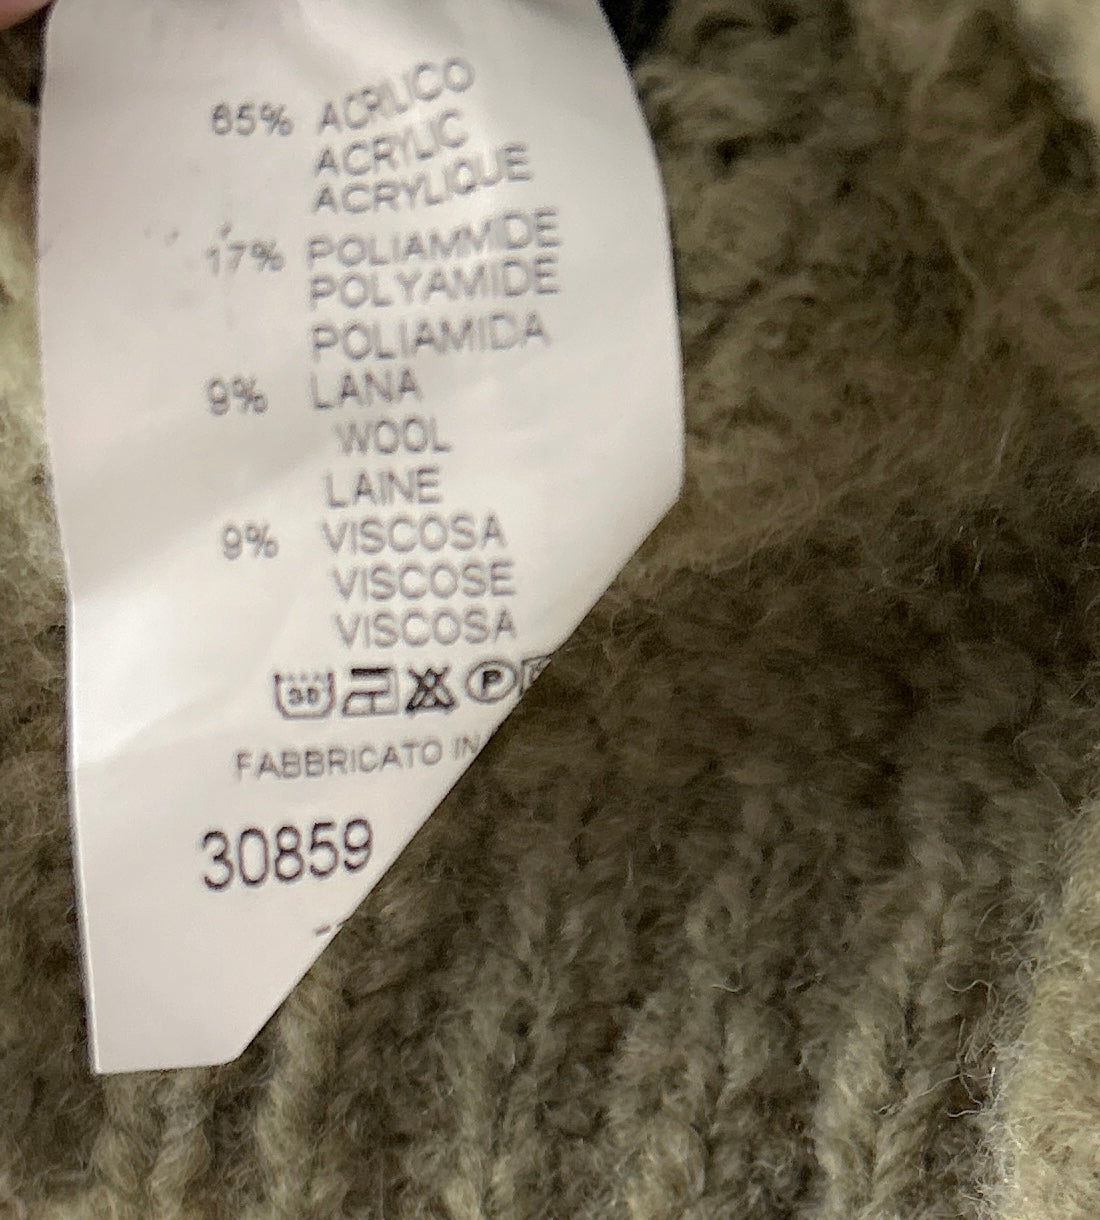 65% ACRILICO
ACRYLIC
ACRYLIQUE
17% POLIAMMIDE
POLYAMIDE
POLIAMIDA
9% LANA
WOOL
LAINE
9% VISCOSA
VISCOSE
VISCOSA
30 P
FABBRICATO IN
30859